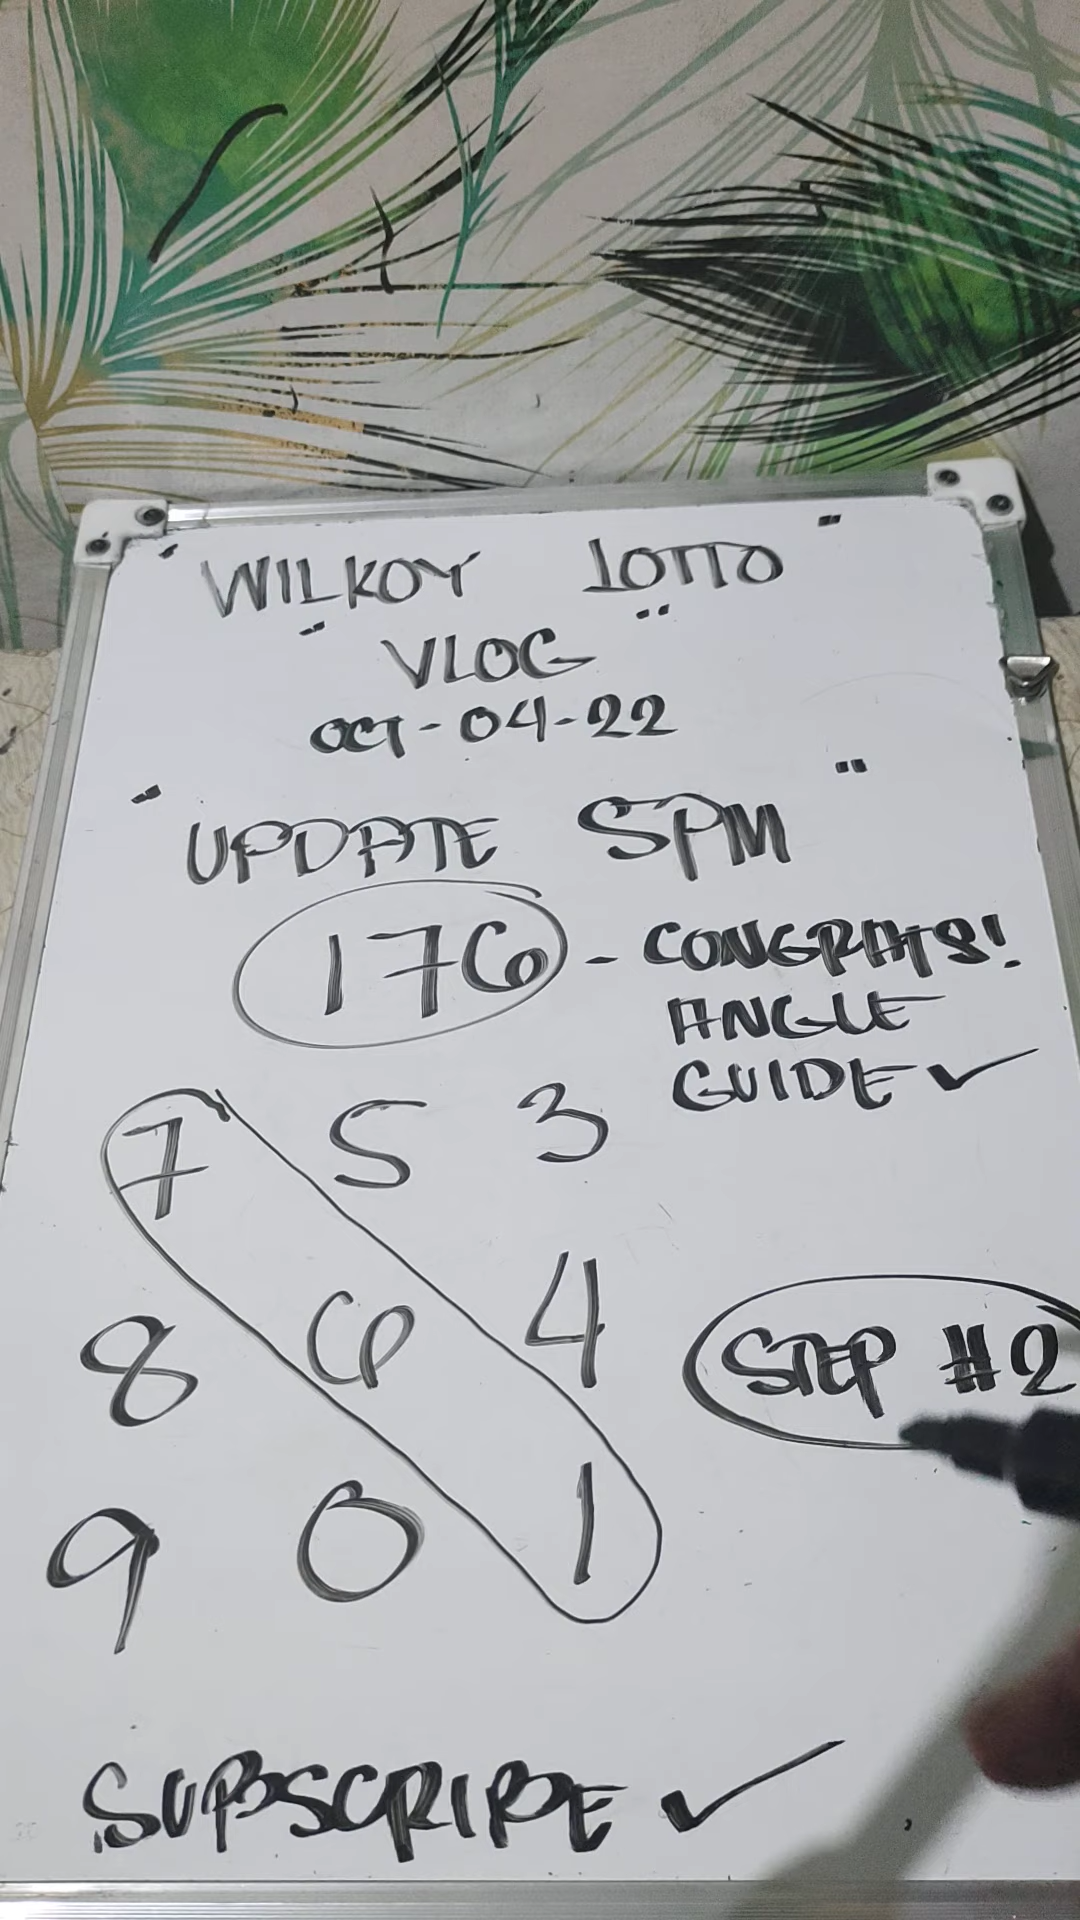 "WILKOY LOTTO"
"VLOG"
OCT-04-22
"UPDATE 5PM"
176 - CONGRATS!
ANGLE
GUIDE ✓
7 5 3
8 6 4
STEP #2
9 0 1
SUBSCRIBE ✓